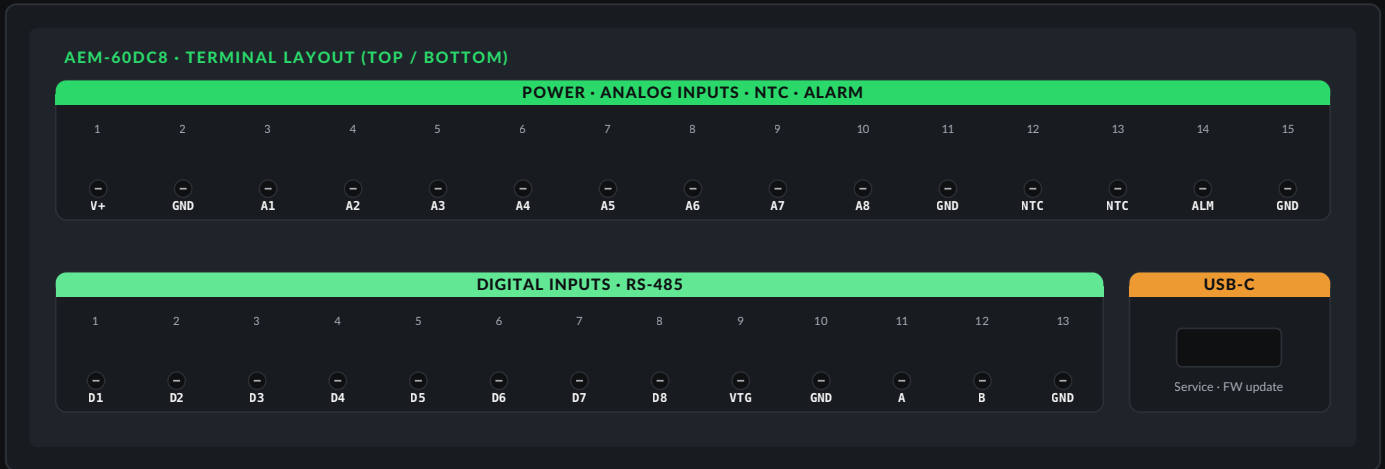 AEM-60DC8 · TERMINAL LAYOUT (TOP / BOTTOM)
POWER · ANALOG INPUTS · NTC · ALARM
1 2 3 4 5 6 7 8 9 10 11 12 13 14 15
V+ GND A1 A2 A3 A4 A5 A6 A7 A8 GND NTC NTC ALM GND
DIGITAL INPUTS · RS-485
1 2 3 4 5 6 7 8 9 10 11 12 13
D1 D2 D3 D4 D5 D6 D7 D8 VTG GND A B GND
USB-C
Service · FW update